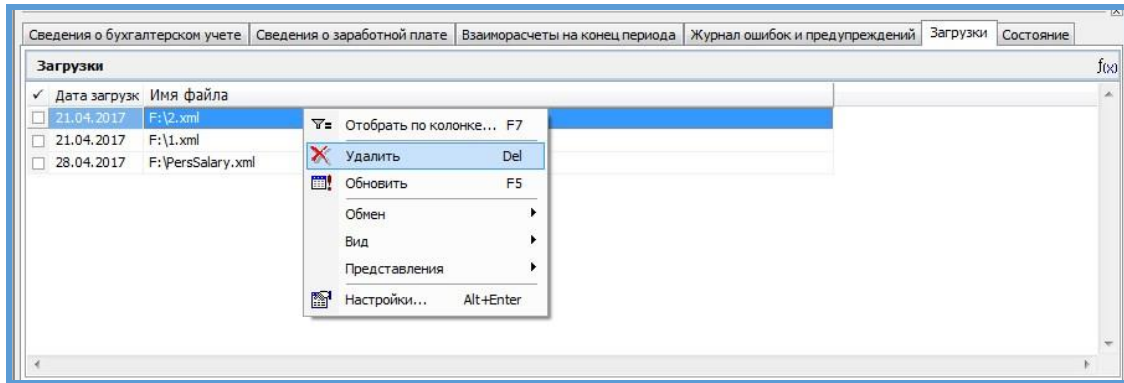 Сведения о бухгалтерском учете Сведения о заработной плате Взаиморасчеты на конец периода Журнал ошибок и предупреждений Загрузки Состояние
Загрузки f(x)
Дата загрузк Имя файла
21.04.2017 F:\2.xml
21.04.2017 F:\1.xml
28.04.2017 F:\PersSalary.xml
Отобрать по колонке... F7
Удалить Del
Обновить F5
Обмен
Вид
Представления
Настройки... Alt+Enter